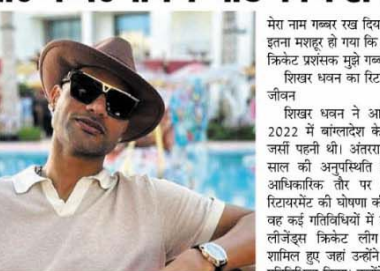 मेरा नाम गब्बर रख दिय
इतना मशहूर हो गया कि
क्रिकेट प्रशंसक मुझे गब्ब
शिखर धवन का रिट
जीवन
शिखर धवन ने आ
2022 में बांग्लादेश के
जर्सी पहनी थी। अंतररा
साल की अनुपस्थिति
आधिकारिक तौर पर
रिटायरमेंट की घोषणा की
वह कई गतिविधियों में
लीजेंड्स क्रिकेट लीग
शामिल हुए जहां उन्होंने